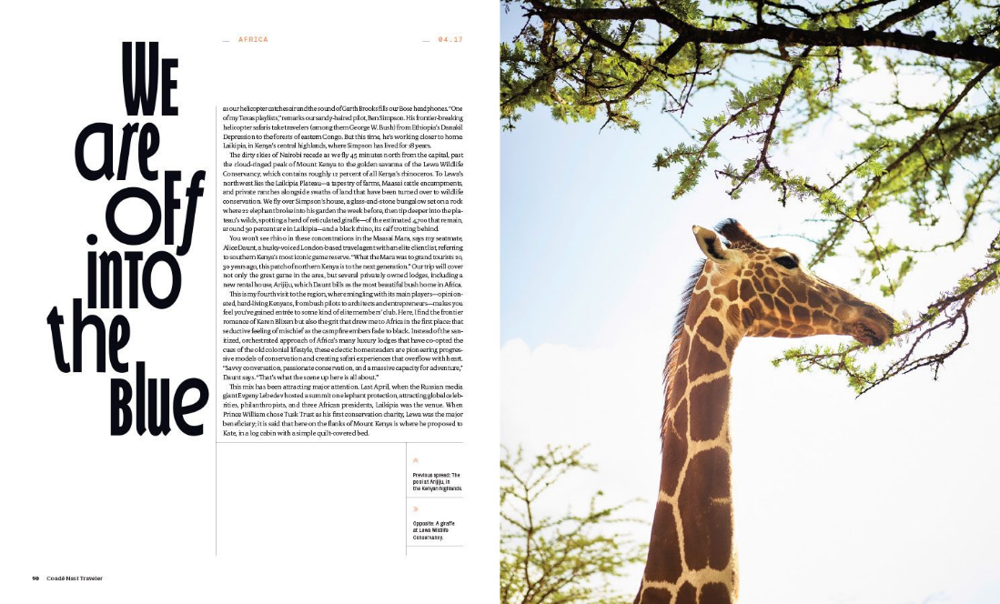 AFRICA
04.17
WE
are
off
into
the
Blue
as our helicopter catches air and the sound of Garth Brooks fills our Bose headphones. “One
of my Texas playlists,” remarks our sandy-haired pilot, Ben Simpson. His frontier-breaking
helicopter safaris take travelers (among them George W. Bush) from Ethiopia’s Danakil
Depression to the forests of eastern Congo. But this time, he’s working closer to home:
Laikipia, in Kenya’s central highlands, where Simpson has lived for 18 years.
The dirty skies of Nairobi recede as we fly 45 minutes north from the capital, past
the cloud-ringed peak of Mount Kenya to the golden savanna of the Lewa Wildlife
Conservancy, which contains roughly 12 percent of all Kenya’s rhinoceros. To Lewa’s
northwest lies the Laikipia Plateau—a tapestry of farms, Maasai cattle encampments,
and private ranches alongside swaths of land that have been turned over to wildlife
conservation. We fly over Simpson’s house, a glass-and-stone bungalow set on a rock
where 22 elephant broke into his garden the week before, then tip deeper into the pla-
teau’s wilds, spotting a herd of reticulated giraffe—of the estimated 4,700 that remain,
around 90 percent are in Laikipia—and a black rhino, its calf trotting behind.
You won’t see rhino in these concentrations in the Maasai Mara, says my seatmate,
Alice Daunt, a husky-voiced London-based travel agent with an elite client list, referring
to southern Kenya’s most iconic game reserve. “What the Mara was to grand tourists 20,
30 years ago, this patch of northern Kenya is to the next generation.” Our trip will cover
not only the great game in the area, but several privately owned lodges, including a
new rental house, Arijiju, which Daunt bills as the most beautiful bush home in Africa.
This is my fourth visit to the region, where mingling with its main players—opinion-
ated, hard-living Kenyans, from bush pilots to architects and entrepreneurs—makes you
feel you’ve gained entrée to some kind of elite members’ club. Here, I find the frontier
romance of Karen Blixen but also the grit that drew me to Africa in the first place: that
seductive feeling of mischief as the campfire embers fade to black. Instead of the san-
itized, orchestrated approach of Africa’s many luxury lodges that have co-opted the
cues of the old colonial lifestyle, these eclectic homesteaders are pioneering progres-
sive models of conservation and creating safari experiences that overflow with heart.
“Savvy conversation, passionate conservation, and a massive capacity for adventure,”
Daunt says. “That’s what the scene up here is all about.”
This mix has been attracting major attention. Last April, when the Russian media
giant Evgeny Lebedev hosted a summit on elephant protection, attracting global celeb-
rities, philanthropists, and three African presidents, Laikipia was the venue. When
Prince William chose Tusk Trust as his first conservation charity, Lewa was the major
beneficiary; it is said that here on the flanks of Mount Kenya is where he proposed to
Kate, in a log cabin with a simple quilt-covered bed.
Previous spread: The
pool at Arijiju, in
the Kenyan highlands.
Opposite: A giraffe
at Lewa Wildlife
Conservancy.
90 Condé Nast Traveler